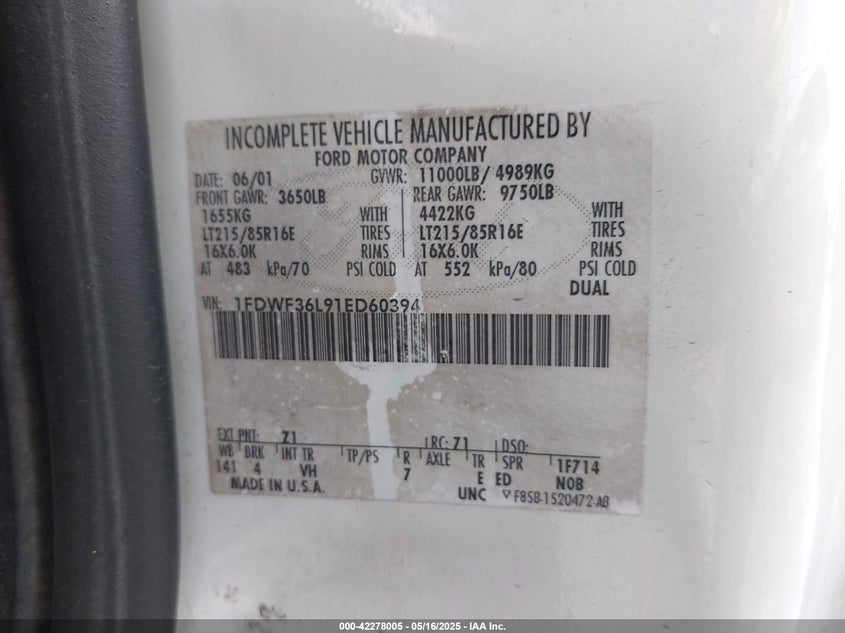 INCOMPLETE VEHICLE MANUFACTURED BY
FORD MOTOR COMPANY
DATE: 06/01 GVWR: 11000LB/ 4989KG
FRONT GAWR: 3650LB REAR GAWR: 9750LB
1655KG WITH 4422KG WITH
LT215/85R16E TIRES LT215/85R16E TIRES
16X6.0K RIMS 16X6.0K RIMS
AT 483 kPa/70 PSI COLD AT 552 kPa/80 PSI COLD
DUAL
VIN: 1FDWF36L91ED60394
EXT PNT: Z1 RC: 71 DSO:
WB BRK INT TR TP/PS R AXLE TR SPR 1F714
141 4 VH 7 E ED NOB
MADE IN U.S.A. UNC F85B-1520472-AB
000-42278005 - 05/16/2025 - IAA Inc.